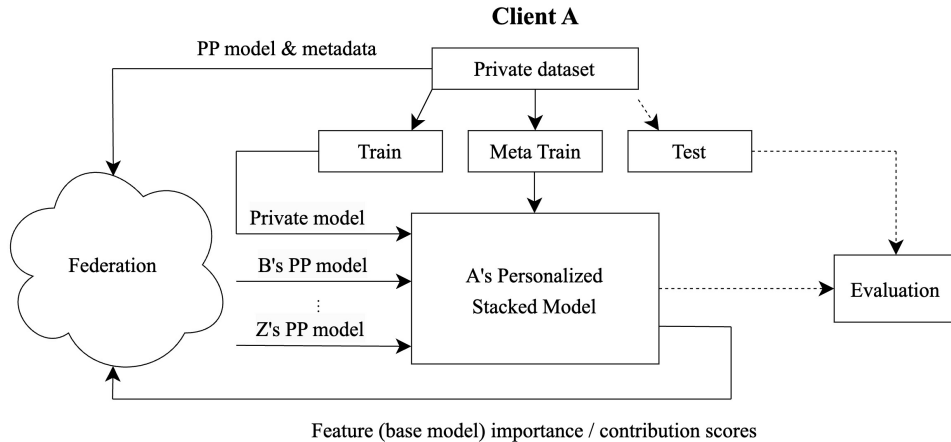 Client A
PP model & metadata
Private dataset
Train
Meta Train
Test
Private model
Federation
B's PP model
⋮
Z's PP model
A's Personalized
Stacked Model
Evaluation
Feature (base model) importance / contribution scores